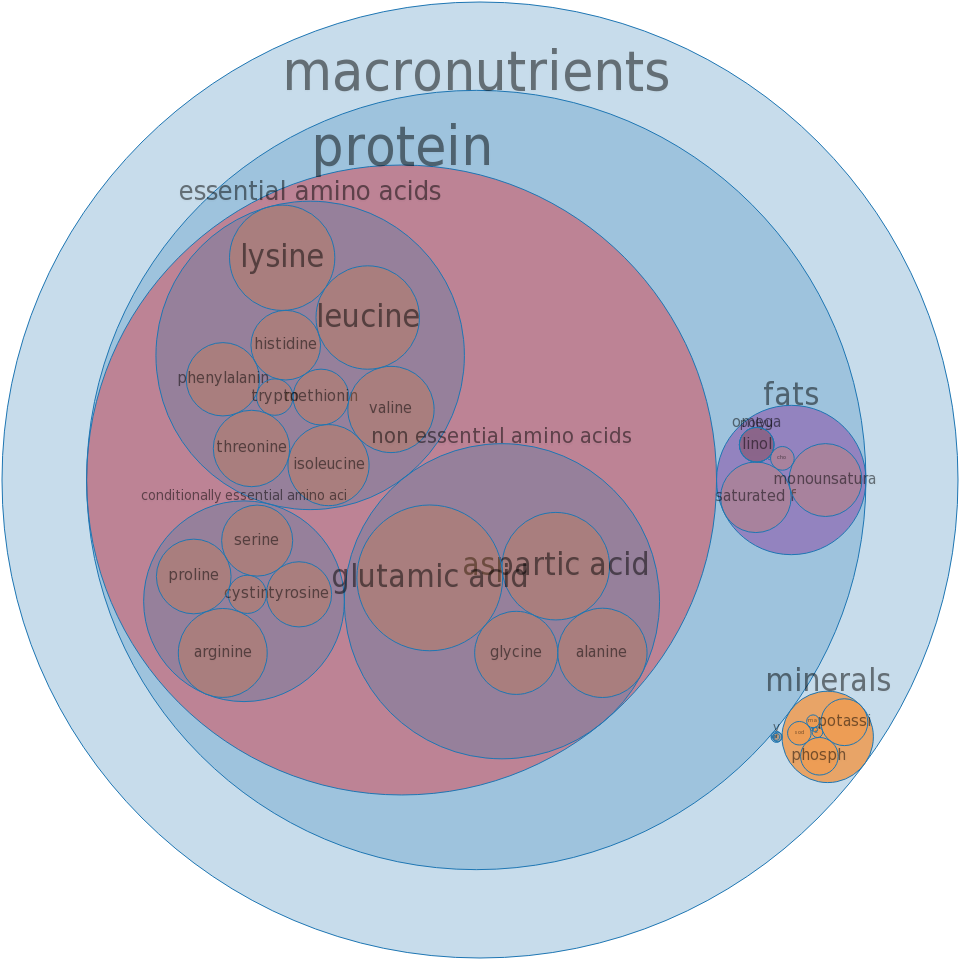 macronutrients
protein
essential amino acids
lysine
leucine
histidine
phenylalanin
trypto
methionin
valine
threonine
isoleucine
non essential amino acids
conditionally essential amino aci
serine
proline
cystin
tyrosine
arginine
glutamic acid
aspartic acid
glycine
alanine
fats
omega
linol
cho
monounsatura
saturated f
minerals
potassi
phosph